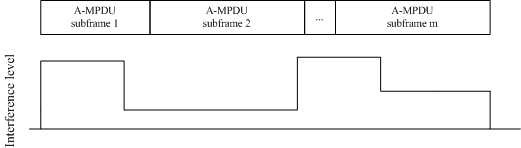 A-MPDU
subframe 1
A-MPDU
subframe 2
...
A-MPDU
subframe m
Interference level